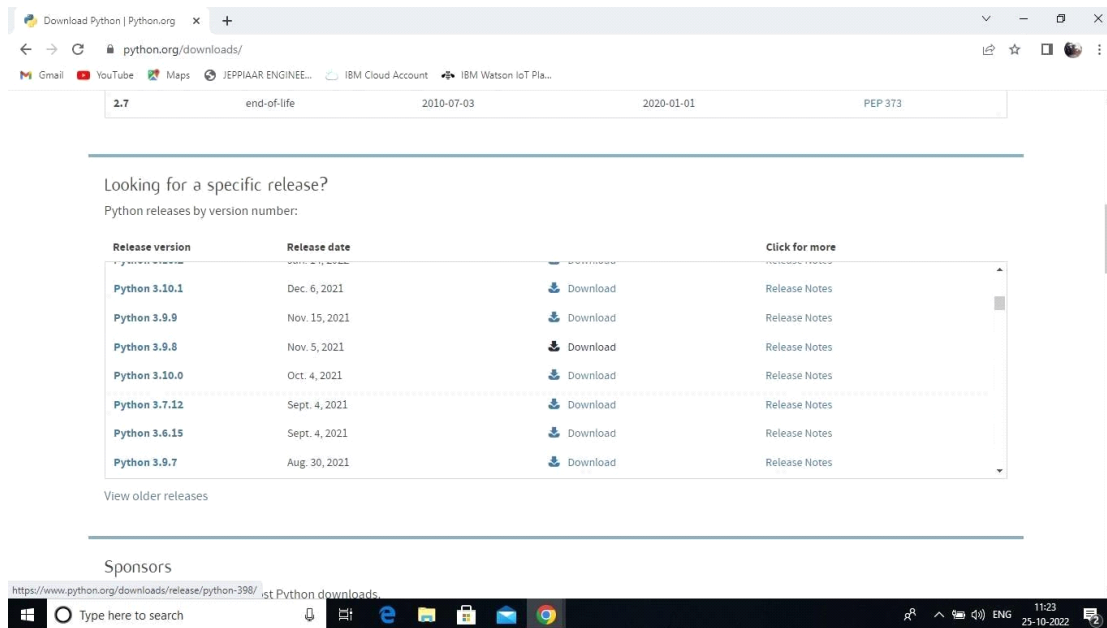 Download Python | Python.org
python.org/downloads/
Gmail YouTube Maps JEPPIAAR ENGINEE... IBM Cloud Account IBM Watson IoT Pla...
2.7 end-of-life 2010-07-03 2020-01-01 PEP 373
Looking for a specific release?
Python releases by version number:
Release version Release date Click for more
Python 3.10.1 Dec. 6, 2021 Download Release Notes
Python 3.9.9 Nov. 15, 2021 Download Release Notes
Python 3.9.8 Nov. 5, 2021 Download Release Notes
Python 3.10.0 Oct. 4, 2021 Download Release Notes
Python 3.7.12 Sept. 4, 2021 Download Release Notes
Python 3.6.15 Sept. 4, 2021 Download Release Notes
Python 3.9.7 Aug. 30, 2021 Download Release Notes
View older releases
Sponsors
https://www.python.org/downloads/release/python-398/ st Python downloads.
Type here to search ENG 11:23
25-10-2022 2